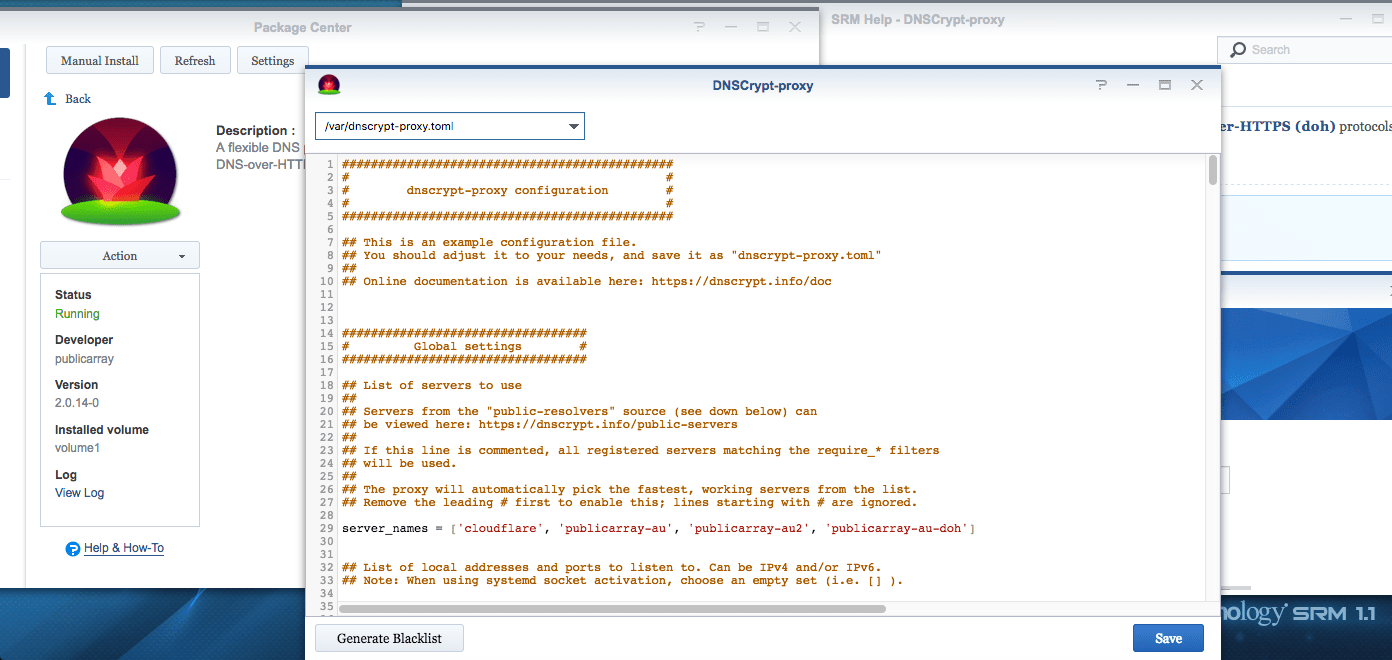 Package Center
SRM Help - DNSCrypt-proxy
Manual Install
Refresh
Settings
Search
Back
Description :
A flexible DNS
DNS-over-HTT
Action
Status
Running
Developer
publicarray
Version
2.0.14-0
Installed volume
volume1
Log
View Log
Help & How-To
DNSCrypt-proxy
/var/dnscrypt-proxy.toml
1 ##############################################
2 # #
3 # dnscrypt-proxy configuration #
4 # #
5 ##############################################
6
7 ## This is an example configuration file.
8 ## You should adjust it to your needs, and save it as "dnscrypt-proxy.toml"
9 ##
10 ## Online documentation is available here: https://dnscrypt.info/doc
11
12
13
14 ##################################
15 # Global settings #
16 ##################################
17
18 ## List of servers to use
19 ##
20 ## Servers from the "public-resolvers" source (see down below) can
21 ## be viewed here: https://dnscrypt.info/public-servers
22 ##
23 ## If this line is commented, all registered servers matching the require_* filters
24 ## will be used.
25 ##
26 ## The proxy will automatically pick the fastest, working servers from the list.
27 ## Remove the leading # first to enable this; lines starting with # are ignored.
28
29 server_names = ['cloudflare', 'publicarray-au', 'publicarray-au2', 'publicarray-au-doh']
30
31
32 ## List of local addresses and ports to listen to. Can be IPv4 and/or IPv6.
33 ## Note: When using systemd socket activation, choose an empty set (i.e. [] ).
34
35
Generate Blacklist
Save
er-HTTPS (doh) protocols
nology SRM 1.1